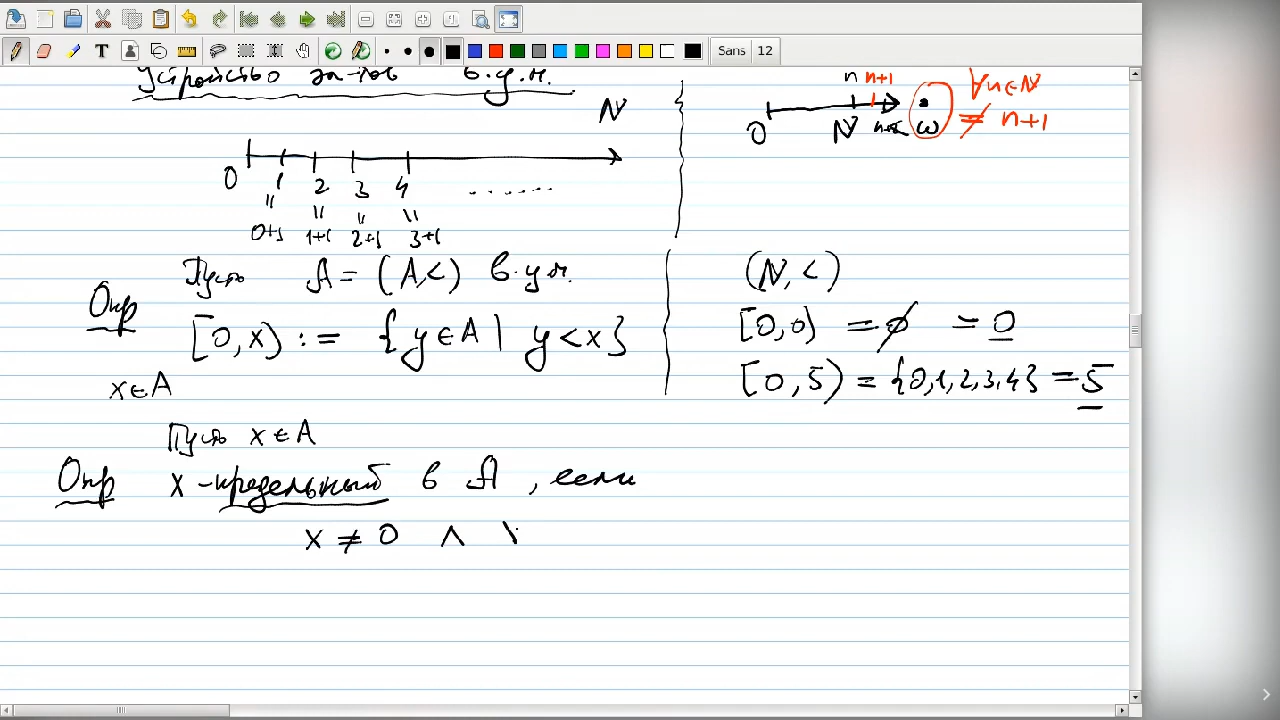 Sans 12
Устройство эл-тов в.у.м.
ℕ
0 1 2 3 4 .......
0+1 1+1 2+1 3+1
n n+1 ∀n∈ℕ
0 ℕ ω ≠ n+1
Опр Пусть 𝔸 = (A,<) в.у.м.
[0,x) := {y∈A | y<x}
x∈A
(ℕ, <)
[0,0) = ∅ = 0
[0,5) = {0,1,2,3,4} = 5
Пусть x∈A
Опр x - предельный в 𝔸, если
x ≠ 0 ∧ \